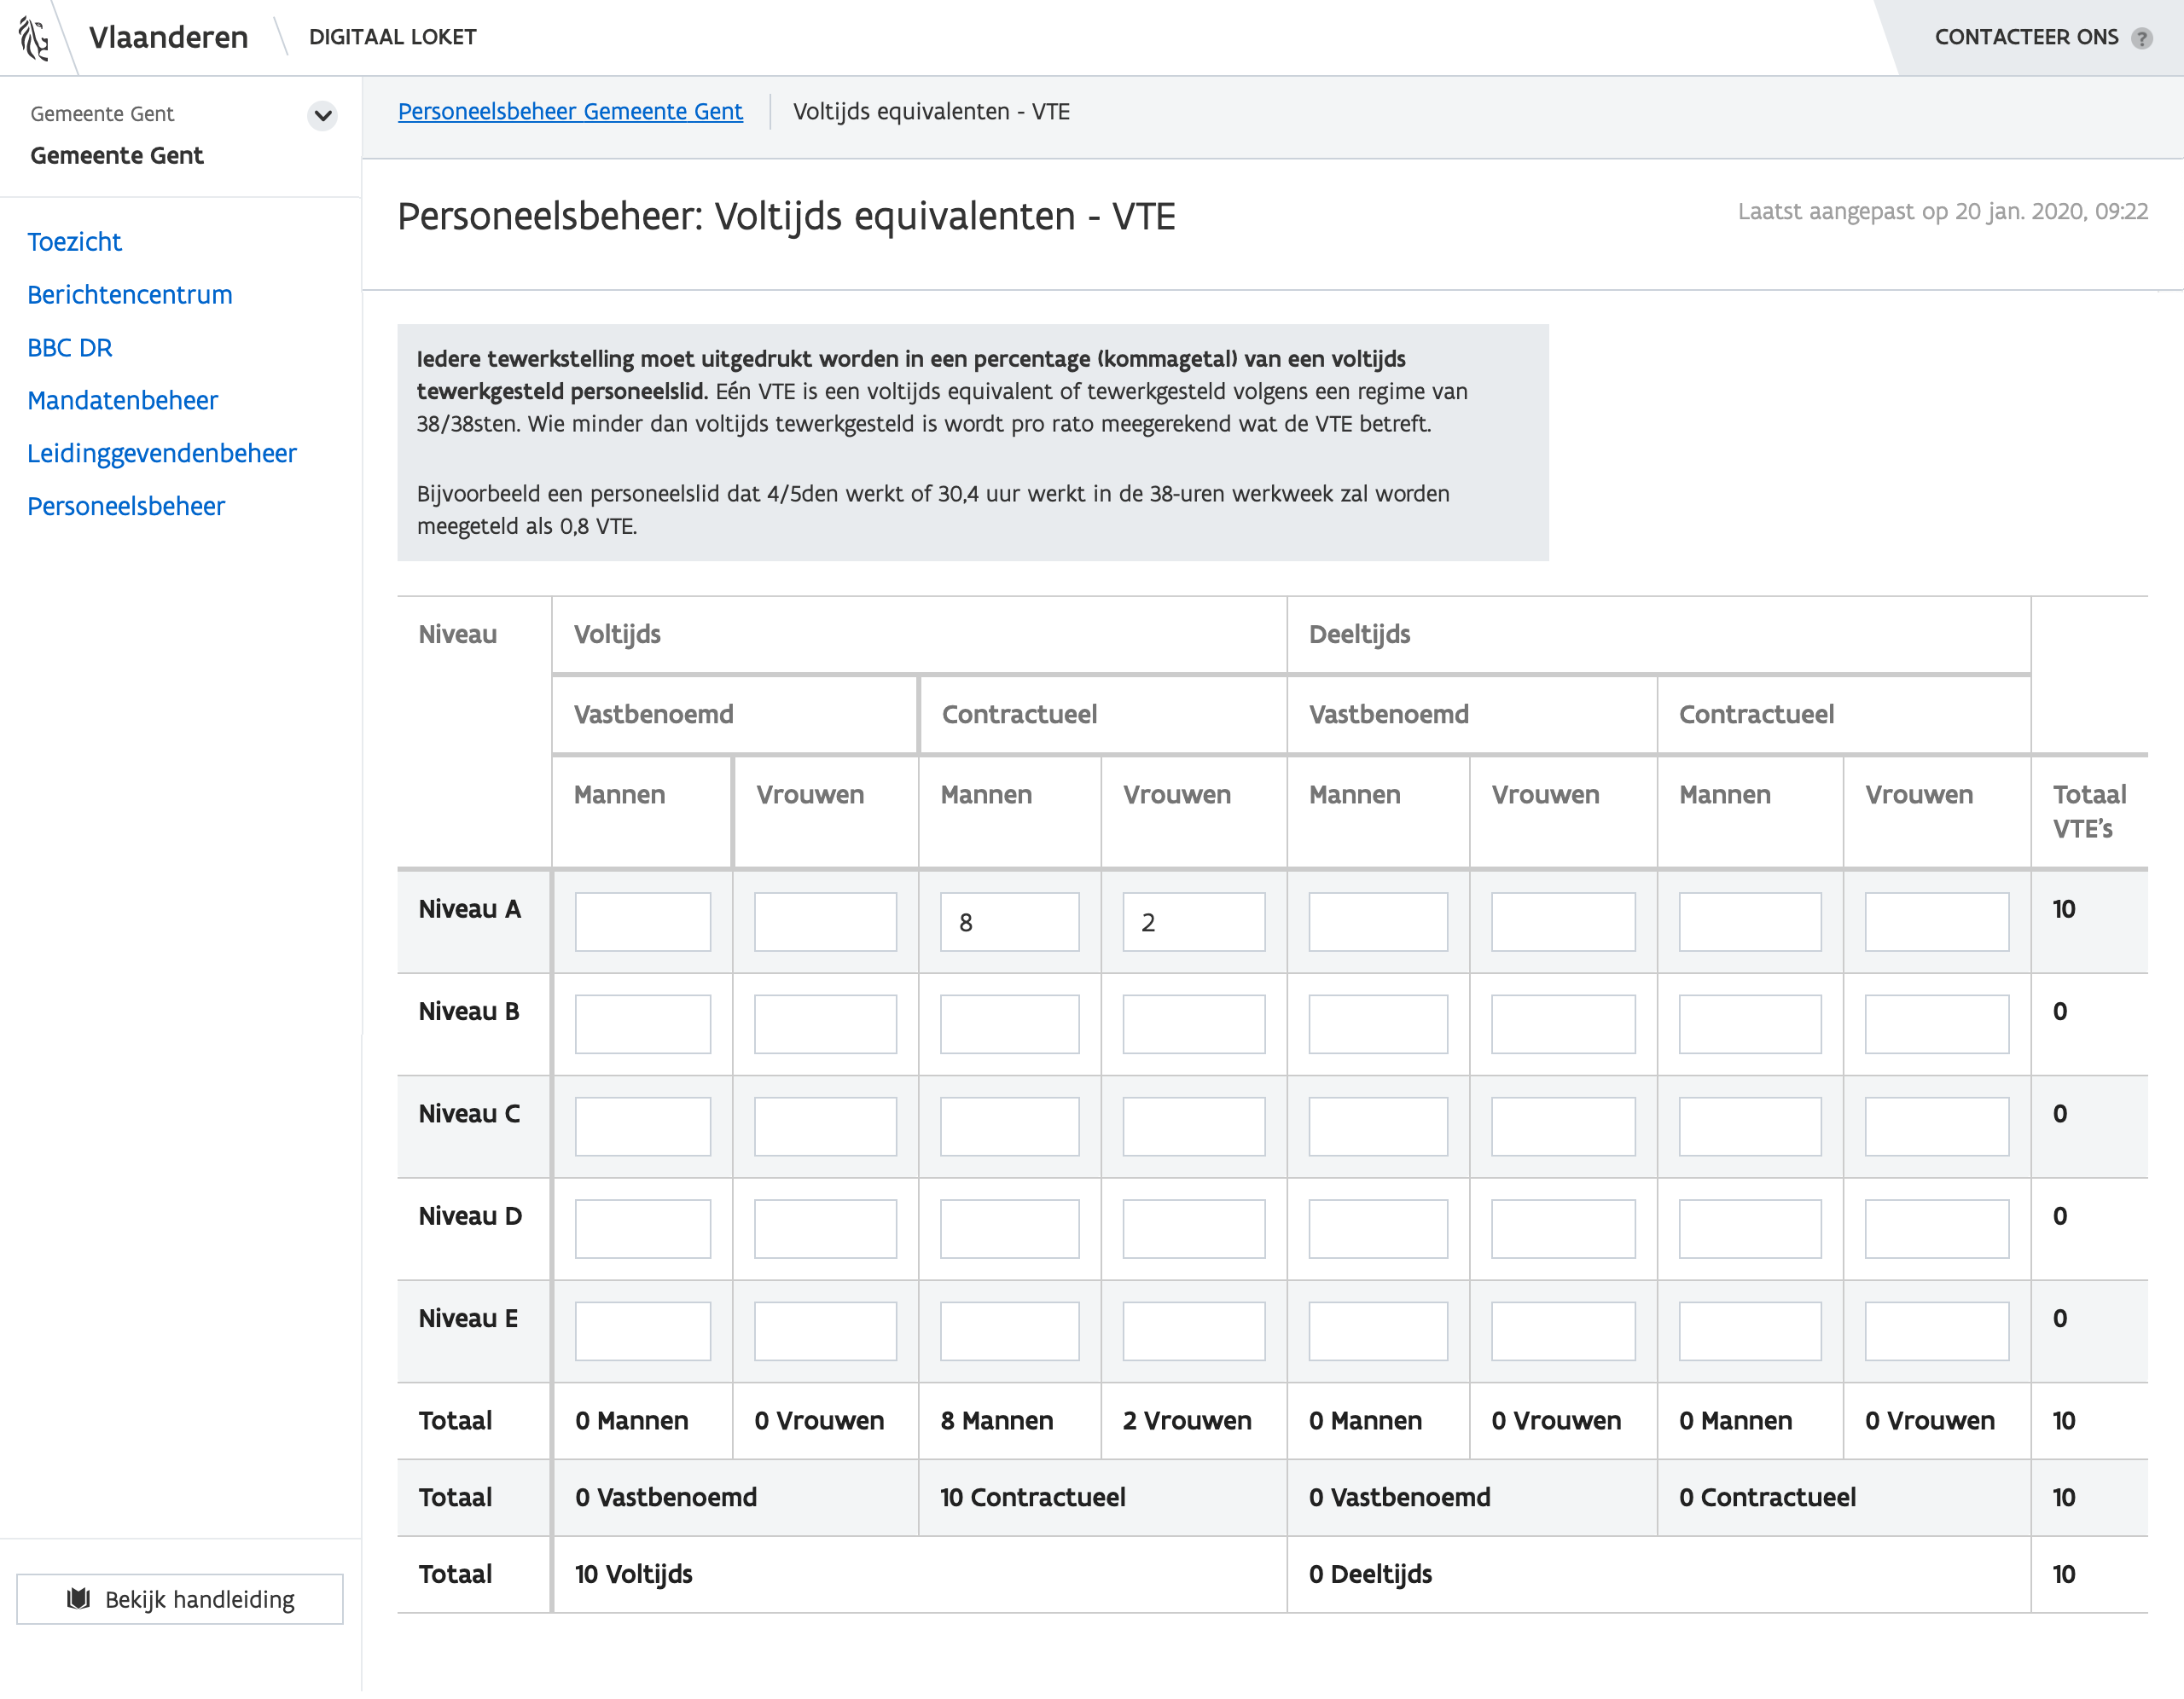 Vlaanderen
DIGITAAL LOKET
CONTACTEER ONS ?
Gemeente Gent
Gemeente Gent
Toezicht
Berichtencentrum
BBC DR
Mandatenbeheer
Leidinggevendenbeheer
Personeelsbeheer
Bekijk handleiding
Personeelsbeheer Gemeente Gent
Voltijds equivalenten - VTE
Personeelsbeheer: Voltijds equivalenten - VTE
Laatst aangepast op 20 jan. 2020, 09:22
Iedere tewerkstelling moet uitgedrukt worden in een percentage (kommagetal) van een voltijds
tewerkgesteld personeelslid. Eén VTE is een voltijds equivalent of tewerkgesteld volgens een regime van
38/38sten. Wie minder dan voltijds tewerkgesteld is wordt pro rato meegerekend wat de VTE betreft.
Bijvoorbeeld een personeelslid dat 4/5den werkt of 30,4 uur werkt in de 38-uren werkweek zal worden
meegeteld als 0,8 VTE.
Niveau Voltijds Deeltijds
Vastbenoemd Contractueel Vastbenoemd Contractueel
Mannen Vrouwen Mannen Vrouwen Mannen Vrouwen Mannen Vrouwen Totaal
VTE's
Niveau A 8 2 10
Niveau B 0
Niveau C 0
Niveau D 0
Niveau E 0
Totaal 0 Mannen 0 Vrouwen 8 Mannen 2 Vrouwen 0 Mannen 0 Vrouwen 0 Mannen 0 Vrouwen 10
Totaal 0 Vastbenoemd 10 Contractueel 0 Vastbenoemd 0 Contractueel 10
Totaal 10 Voltijds 0 Deeltijds 10